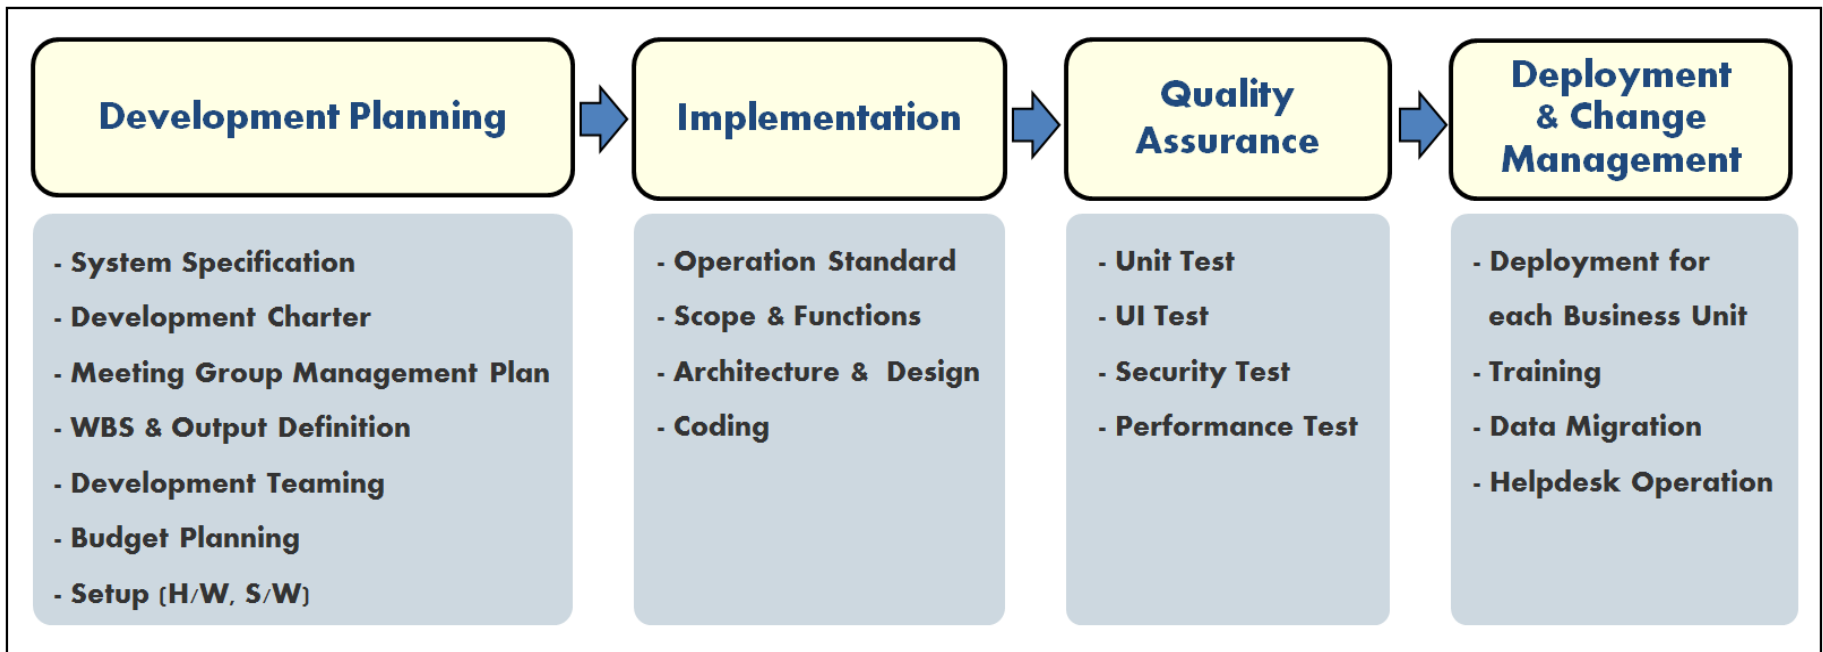 Development Planning
- System Specification
- Development Charter
- Meeting Group Management Plan
- WBS & Output Definition
- Development Teaming
- Budget Planning
- Setup (H/W, S/W)
Implementation
- Operation Standard
- Scope & Functions
- Architecture & Design
- Coding
Quality
Assurance
- Unit Test
- UI Test
- Security Test
- Performance Test
Deployment
& Change
Management
- Deployment for
each Business Unit
- Training
- Data Migration
- Helpdesk Operation